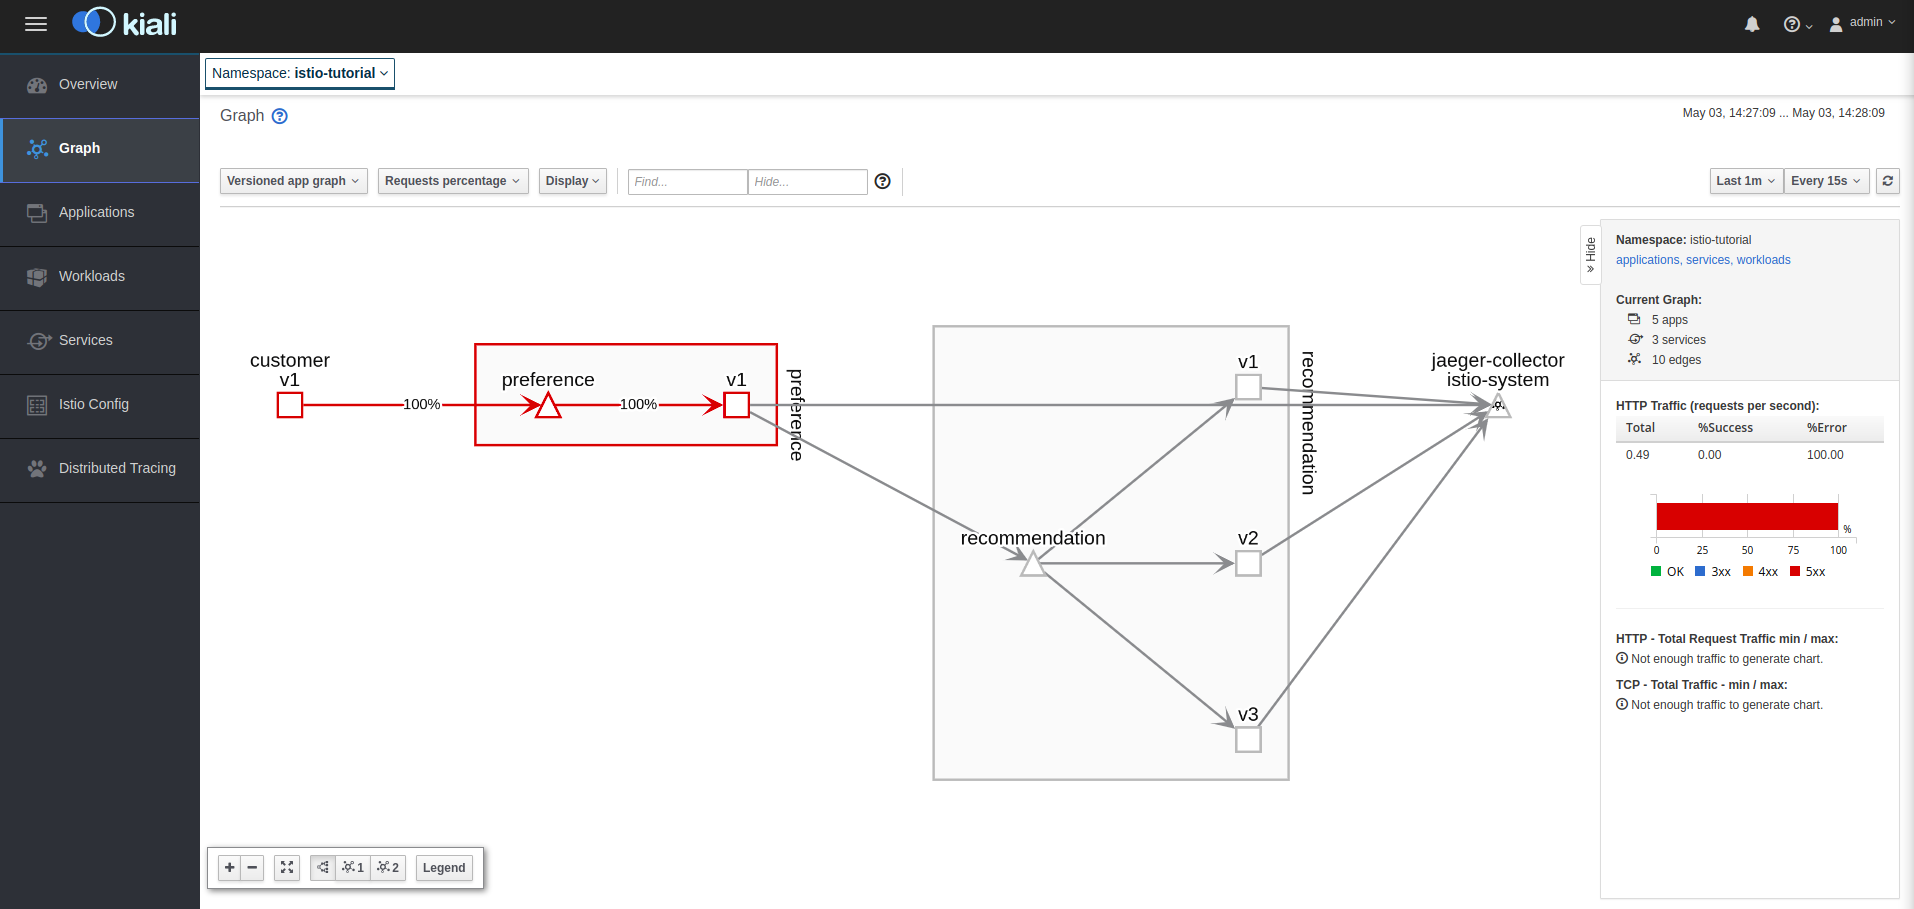 kiali
admin
Namespace: istio-tutorial
Overview
Graph
Applications
Workloads
Services
Istio Config
Distributed Tracing
Graph
May 03, 14:27:09 ... May 03, 14:28:09
Versioned app graph
Requests percentage
Display
Find...
Hide...
Last 1m
Every 15s
customer
v1
100%
preference
100%
v1
preference
recommendation
v1
v2
v3
recommendation
jaeger-collector
istio-system
Hide
Namespace: istio-tutorial
applications, services, workloads
Current Graph:
5 apps
3 services
10 edges
HTTP Traffic (requests per second):
Total %Success %Error
0.49 0.00 100.00
%
0 25 50 75 100
OK 3xx 4xx 5xx
HTTP - Total Request Traffic min / max:
Not enough traffic to generate chart.
TCP - Total Traffic - min / max:
Not enough traffic to generate chart.
1
2
Legend